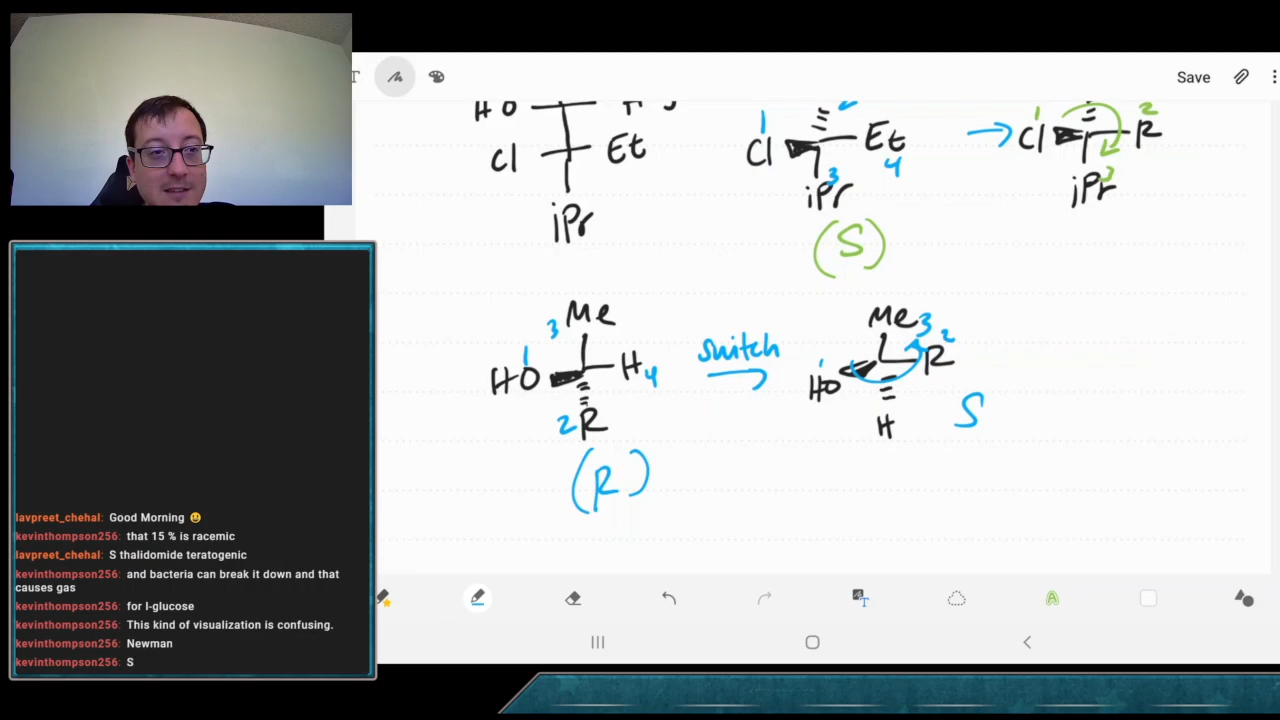 T
Save
HO
Cl Et
iPr
1
2
Cl Et
3
4
iPr
(S)
→
1
2
Cl R
3
iPr
3 Me
1
HO H 4
2 R
(R)
switch
Me 3
2
1
R
HO
H
S
lavpreet_chehal: Good Morning 😃
kevinthompson256: that 15 % is racemic
lavpreet_chehal: S thalidomide teratogenic
kevinthompson256: and bacteria can break it down and that
causes gas
kevinthompson256: for l-glucose
kevinthompson256: This kind of visualization is confusing.
kevinthompson256: Newman
kevinthompson256: S